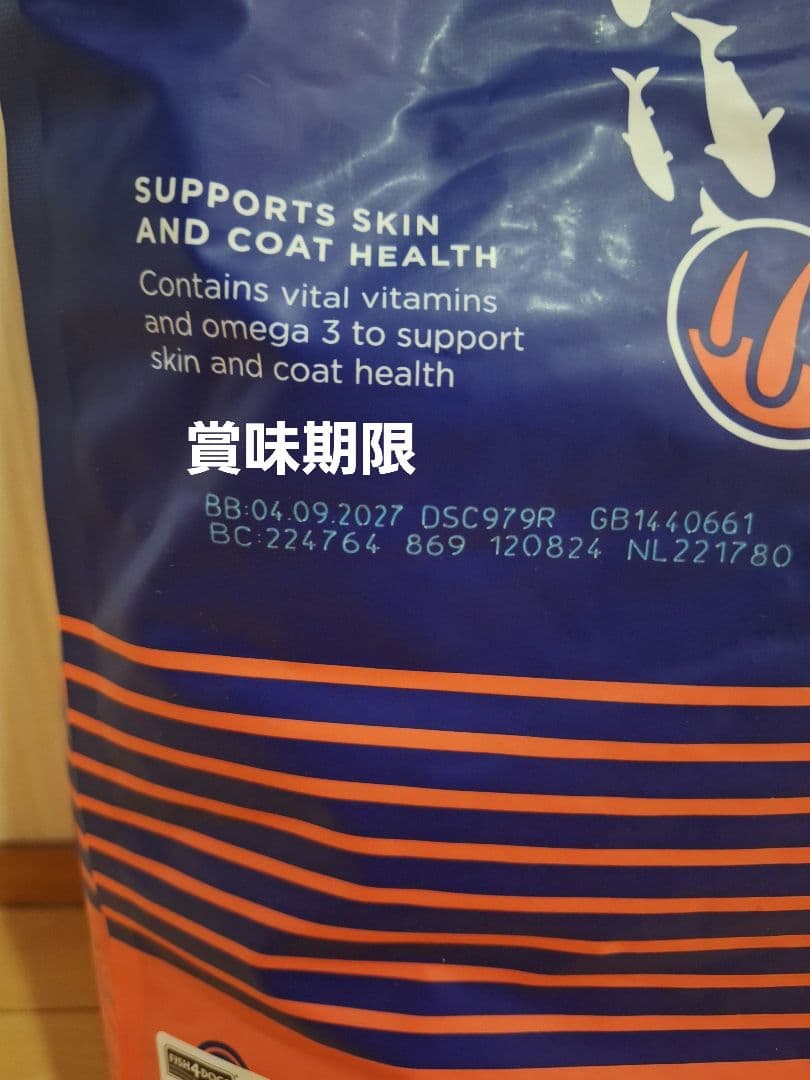 SUPPORTS SKIN
AND COAT HEALTH
Contains vital vitamins
and omega 3 to support
skin and coat health
賞味期限
BB:04.09.2027 DSC979R GB1440661
BC:224764 869 120824 NL221780
FISH4DOGS